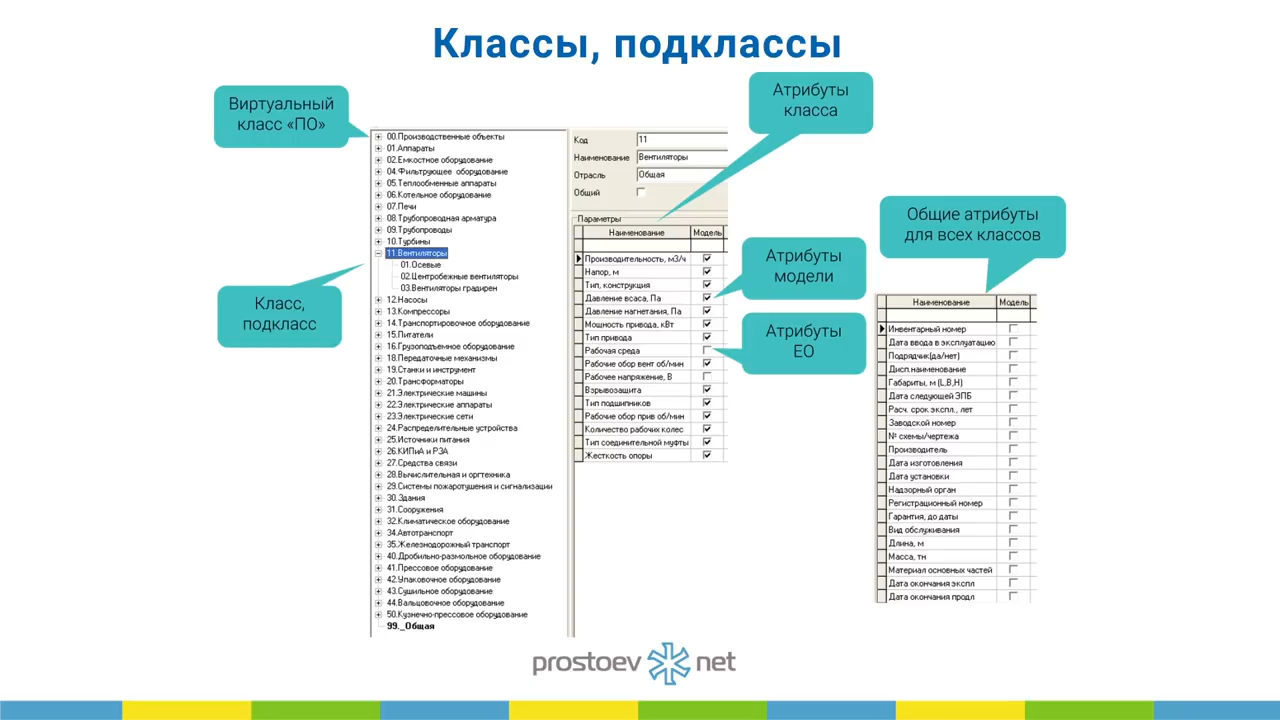 Классы, подклассы
Виртуальный
класс «ПО»
00.Производственные объекты
01.Аппараты
02.Емкостное оборудование
04.Фильтрующее оборудование
05.Теплообменные аппараты
06.Котельное оборудование
07.Печи
08.Трубопроводная арматура
09.Трубопроводы
10.Турбины
11.Вентиляторы
01.Осевые
02.Центробежные вентиляторы
03.Вентиляторы градирен
12.Насосы
13.Компрессоры
14.Транспортировочное оборудование
15.Питатели
16.Грузоподъемное оборудование
18.Передаточные механизмы
19.Станки и инструмент
20.Трансформаторы
21.Электрические машины
22.Электрические аппараты
23.Электрические сети
24.Распределительные устройства
25.Источники питания
26.КИПиА и РЗА
27.Средства связи
28.Вычислительная и оргтехника
29.Системы пожаротушения и сигнализации
30.Здания
31.Сооружения
32.Климатическое оборудование
34.Автотранспорт
35.Железнодорожный транспорт
40.Дробильно-размольное оборудование
41.Прессовое оборудование
42.Упаковочное оборудование
43.Сушильное оборудование
44.Вальцовочное оборудование
50.Кузнечно-прессовое оборудование
99._Общая
Класс,
подкласс
Атрибуты
класса
Код 11
Наименование Вентиляторы
Отрасль Общая
Общий
Параметры
Наименование Модель
Производительность, м3/ч
Напор, м
Тип, конструкция
Давление всаса, Па
Давление нагнетания, Па
Мощность привода, кВт
Тип привода
Рабочая среда
Рабочие обор вент об/мин
Рабочее напряжение, В
Взрывозащита
Тип подшипников
Рабочие обор прив об/мин
Количество рабочих колес
Тип соединительной муфты
Жесткость опоры
Атрибуты
модели
Атрибуты
ЕО
Общие атрибуты
для всех классов
Наименование Модель
Инвентарный номер
Дата ввода в эксплуатацию
Подрядчик(да/нет)
Дисп.наименование
Габариты, м (L,B,H)
Дата следующей ЭПБ
Расч. срок экспл., лет
Заводской номер
№ схемы/чертежа
Производитель
Дата изготовления
Дата установки
Надзорный орган
Регистрационный номер
Гарантия, до даты
Вид обслуживания
Длина, м
Масса, тн
Материал основных частей
Дата окончания экспл
Дата окончания продл
prostoev net